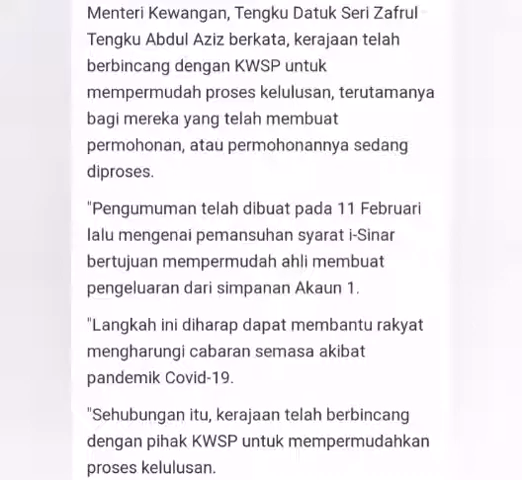 Menteri Kewangan, Tengku Datuk Seri Zafrul
Tengku Abdul Aziz berkata, kerajaan telah
berbincang dengan KWSP untuk
mempermudah proses kelulusan, terutamanya
bagi mereka yang telah membuat
permohonan, atau permohonannya sedang
diproses.
"Pengumuman telah dibuat pada 11 Februari
lalu mengenai pemansuhan syarat i-Sinar
bertujuan mempermudah ahli membuat
pengeluaran dari simpanan Akaun 1.
"Langkah ini diharap dapat membantu rakyat
mengharungi cabaran semasa akibat
pandemik Covid-19.
"Sehubungan itu, kerajaan telah berbincang
dengan pihak KWSP untuk mempermudahkan
proses kelulusan.